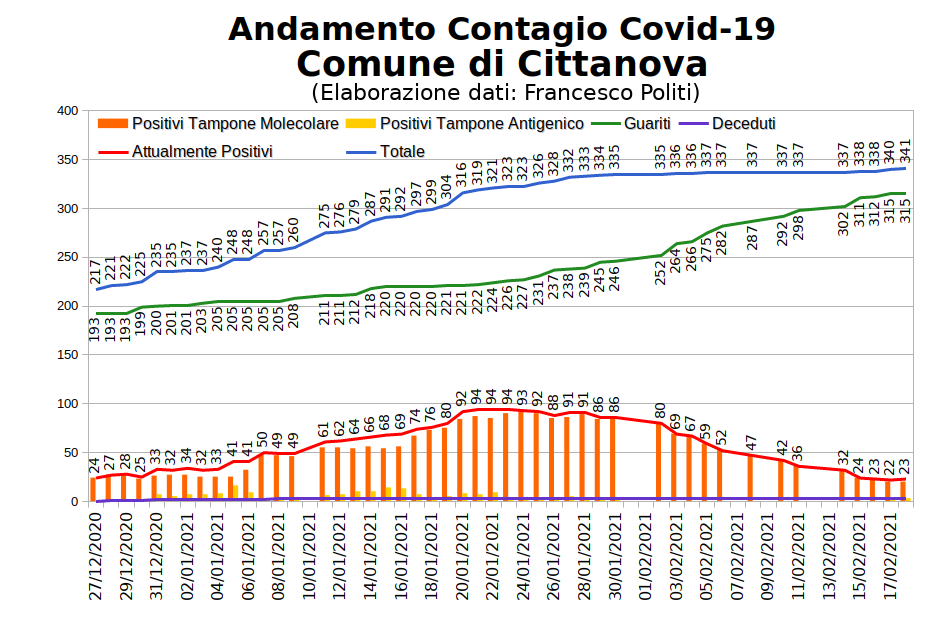 Andamento Contagio Covid-19
Comune di Cittanova
(Elaborazione dati: Francesco Politi)
Positivi Tampone Molecolare Positivi Tampone Antigenico Guariti Deceduti
Attualmente Positivi Totale
400
350
300
250
200
150
100
50
0
217 221 222 225 235 235 237 237 240 248 248 257 257 260 275 276 279 287 291 292 297 299 304 316 319 321 323 323 326 328 332 333 334 335 335 336 336 337 337 337 337 337 338 338 340 341
193 193 193 199 200 201 201 203 205 205 205 205 205 208 211 211 212 218 220 220 220 220 221 221 222 224 226 227 231 237 238 239 245 246 252 264 266 275 282 287 292 298 302 311 312 315 315
24 27 28 25 33 32 34 32 33 41 41 50 49 49 61 62 64 66 68 69 74 76 80 92 94 94 94 93 92 88 91 91 86 86 80 69 67 59 52 47 42 36 32 24 23 22 23
27/12/2020 29/12/2020 31/12/2020 02/01/2021 04/01/2021 06/01/2021 08/01/2021 10/01/2021 12/01/2021 14/01/2021 16/01/2021 18/01/2021 20/01/2021 22/01/2021 24/01/2021 26/01/2021 28/01/2021 30/01/2021 01/02/2021 03/02/2021 05/02/2021 07/02/2021 09/02/2021 11/02/2021 13/02/2021 15/02/2021 17/02/2021